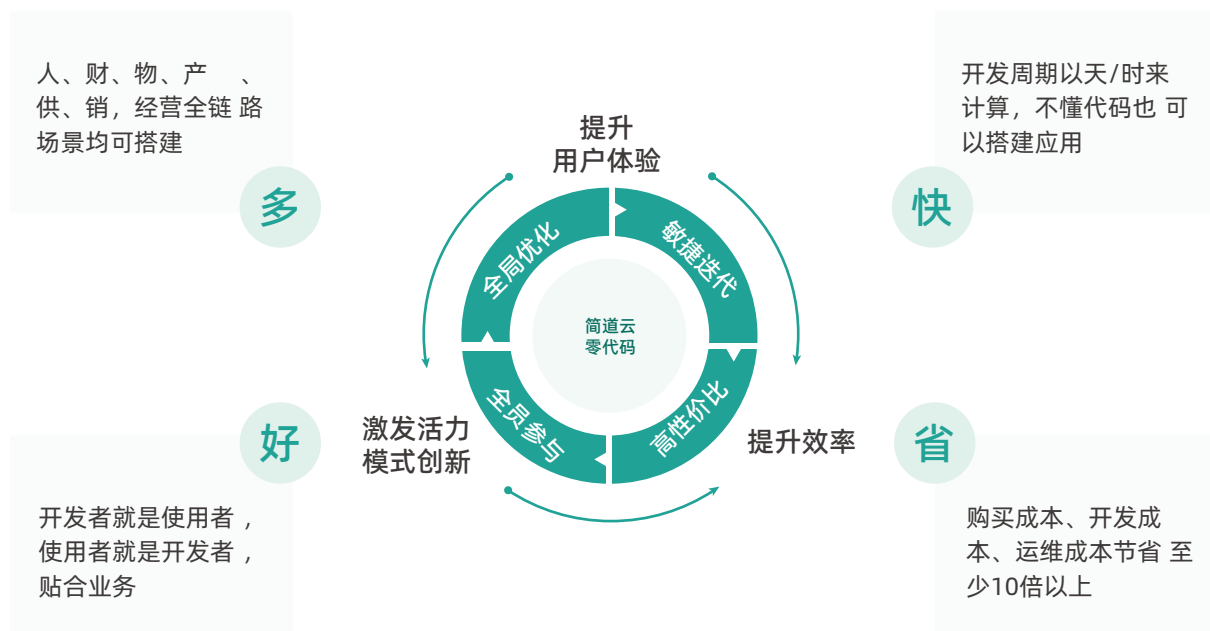 人、财、物、产 、
供、销，经营全链 路
场景均可搭建
多
开发周期以天/时来
计算，不懂代码也 可
以搭建应用
快
提升
用户体验
全局优化
敏捷迭代
简道云
零代码
全员参与
高性价比
激发活力
模式创新
提升效率
好
开发者就是使用者 ，
使用者就是开发者 ，
贴合业务
省
购买成本、开发成
本、运维成本节省 至
少10倍以上